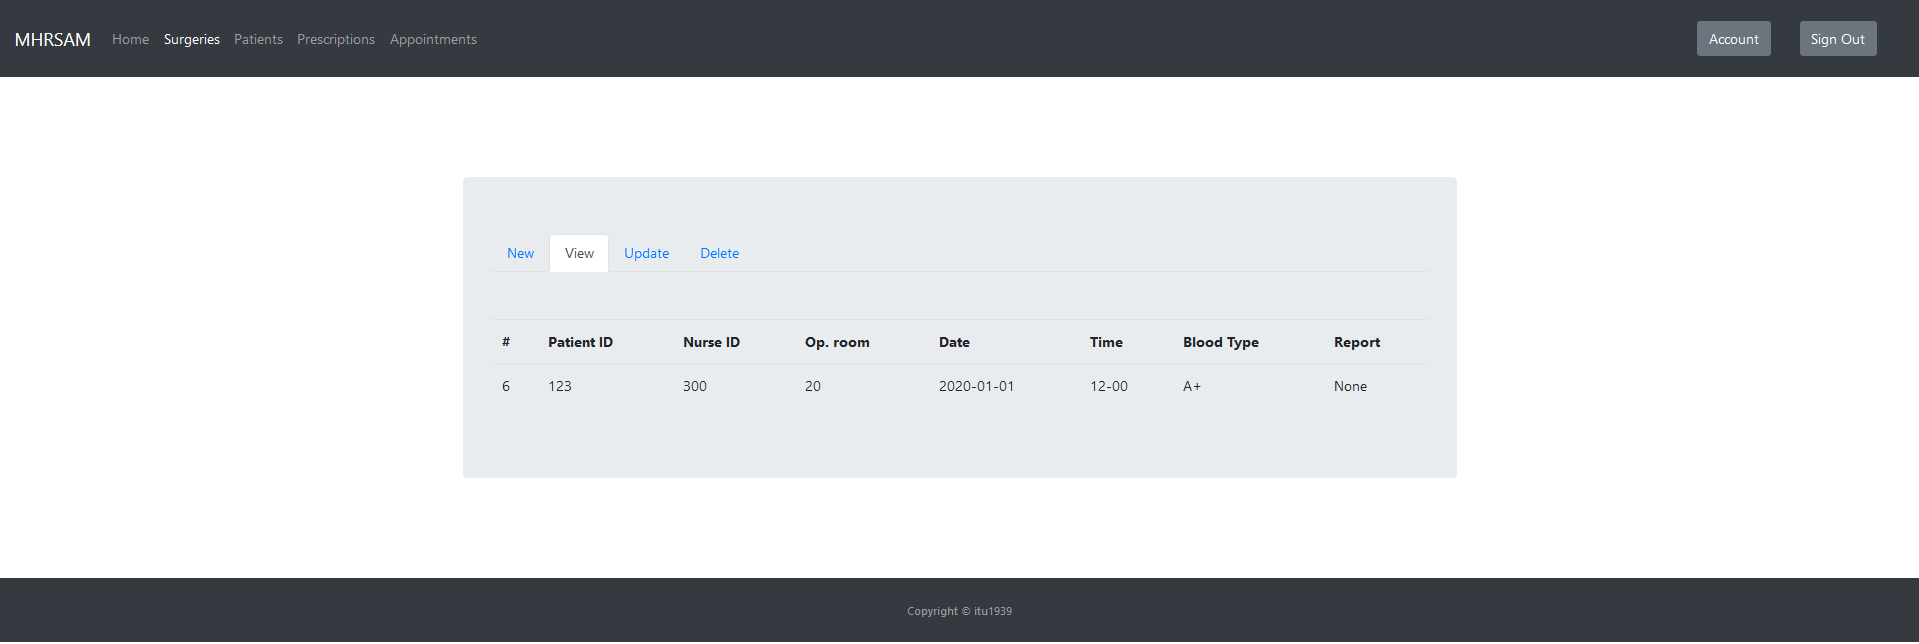 MHRSAM Home Surgeries Patients Prescriptions Appointments Account Sign Out
New View Update Delete
# Patient ID Nurse ID Op. room Date Time Blood Type Report
6 123 300 20 2020-01-01 12-00 A+ None
Copyright © itu1939